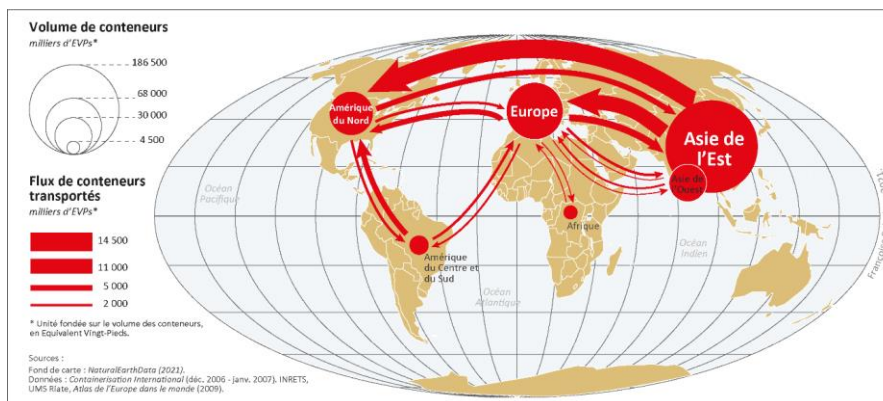 Volume de conteneurs
milliers d'EVPs*
186 500
68 000
30 000
4 500
Flux de conteneurs
transportés
milliers d'EVPs*
14 500
11 000
5 000
2 000
* Unité fondée sur le volume des conteneurs,
en Equivalent Vingt-Pieds.
Sources :
Fond de carte : NaturalEarthData (2021).
Données : Containerisation International (déc. 2006 - janv. 2007). INRETS,
UMS Riate, Atlas de l'Europe dans le monde (2009).
Amérique
du Nord
Europe
Asie de
l'Est
Asie de
l'Ouest
Océan
Pacifique
Afrique
Amérique
du Centre et
du Sud
Océan
Indien
Océan
Atlantique